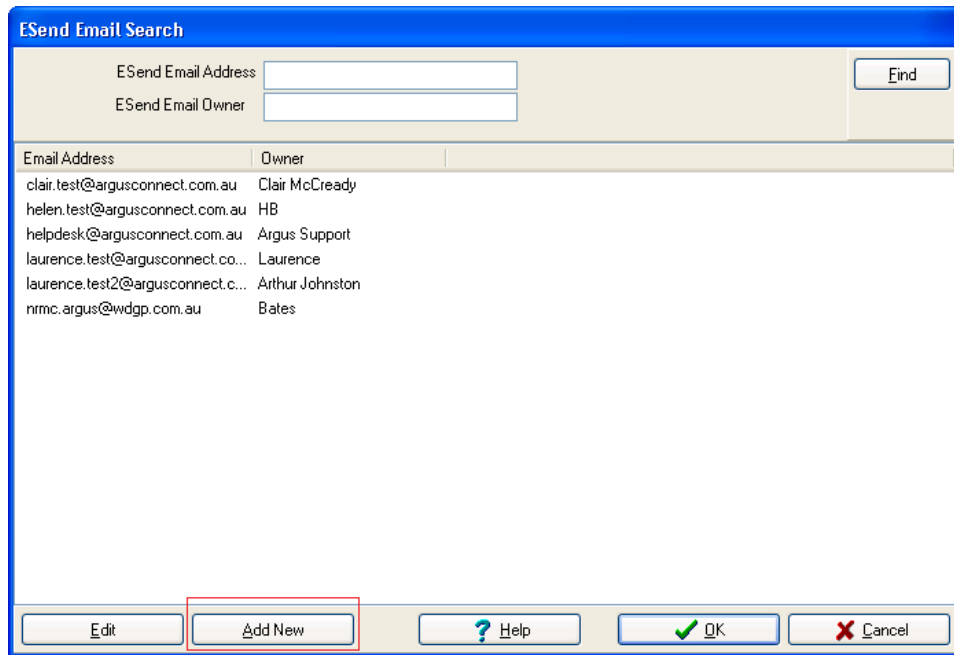 ESend Email Search
ESend Email Address
Find
ESend Email Owner
Email Address Owner
clair.test@argusconnect.com.au Clair McCready
helen.test@argusconnect.com.au HB
helpdesk@argusconnect.com.au Argus Support
laurence.test@argusconnect.co... Laurence
laurence.test2@argusconnect.c... Arthur Johnston
nrmc.argus@wdgp.com.au Bates
Edit Add New ? Help OK Cancel